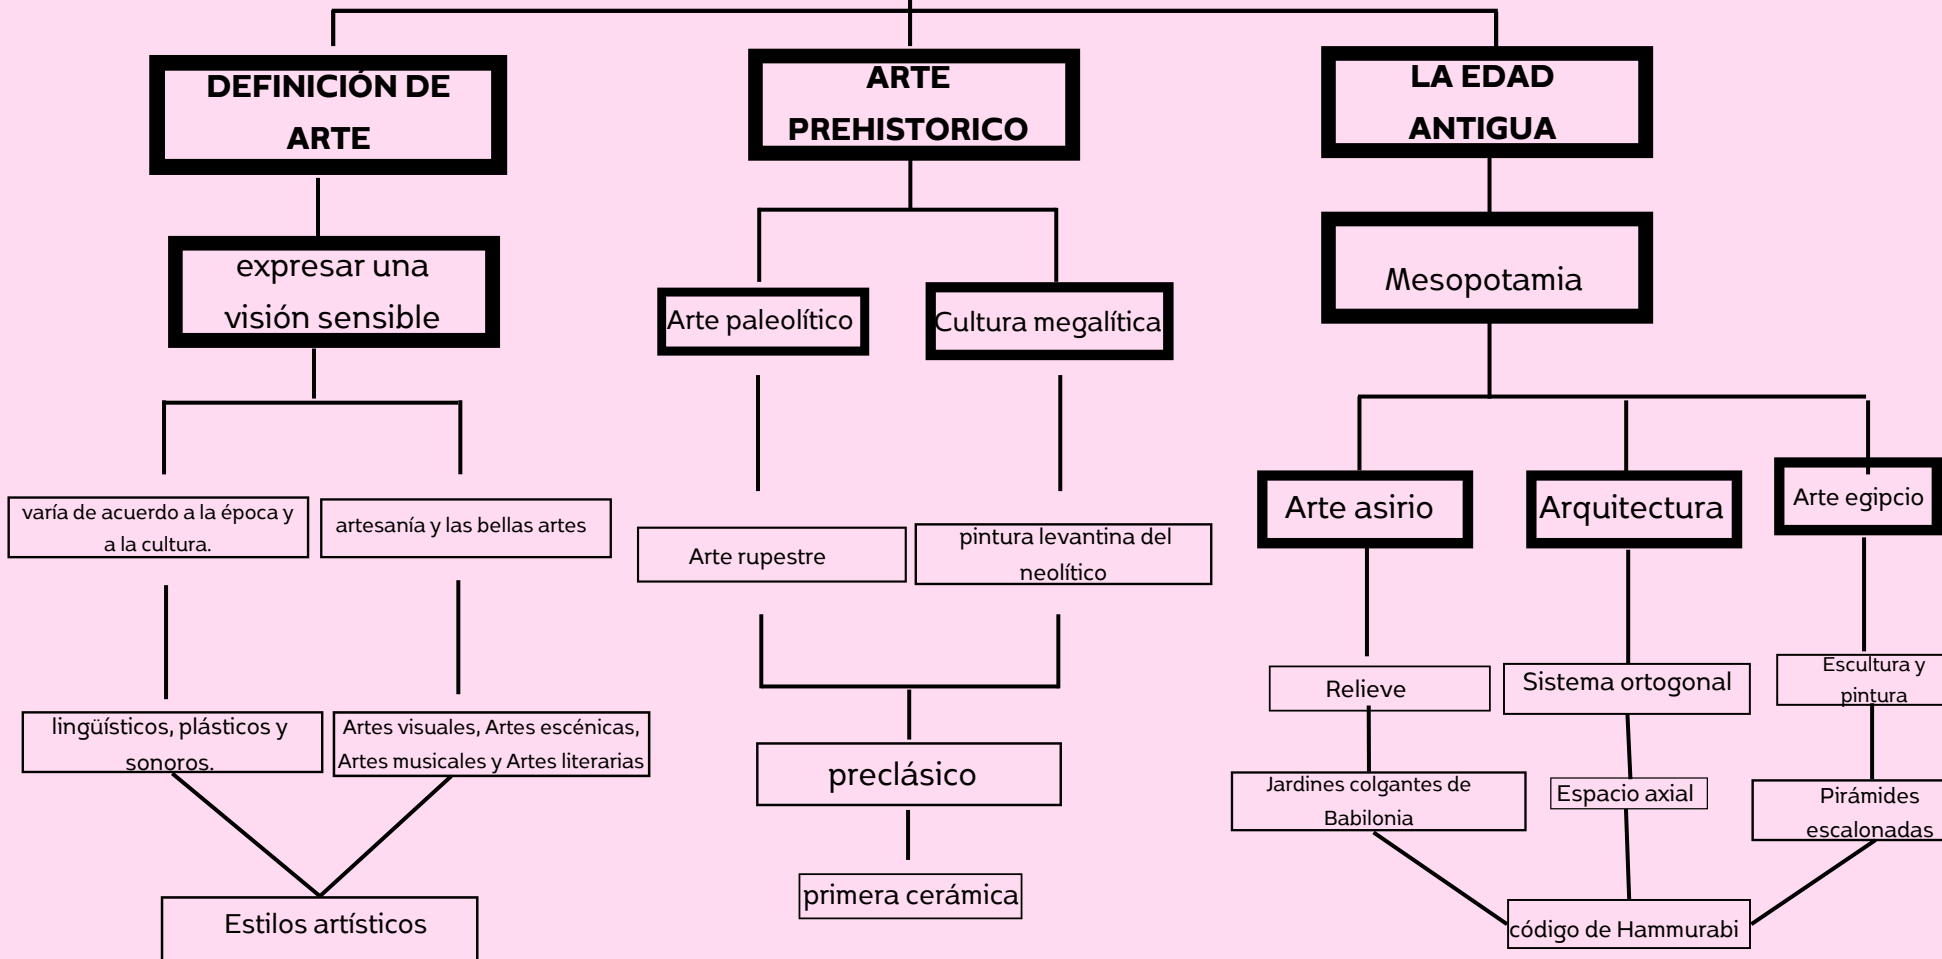 DEFINICIÓN DE
ARTE
expresar una
visión sensible
varía de acuerdo a la época y
a la cultura.
artesanía y las bellas artes
lingüísticos, plásticos y
sonoros.
Artes visuales, Artes escénicas,
Artes musicales y Artes literarias
Estilos artísticos
ARTE
PREHISTORICO
Arte paleolítico
Cultura megalítica
Arte rupestre
pintura levantina del
neolítico
preclásico
primera cerámica
LA EDAD
ANTIGUA
Mesopotamia
Arte asirio
Arquitectura
Arte egipcio
Relieve
Sistema ortogonal
Escultura y
pintura
Jardines colgantes de
Babilonia
Espacio axial
Pirámides
escalonadas
código de Hammurabi